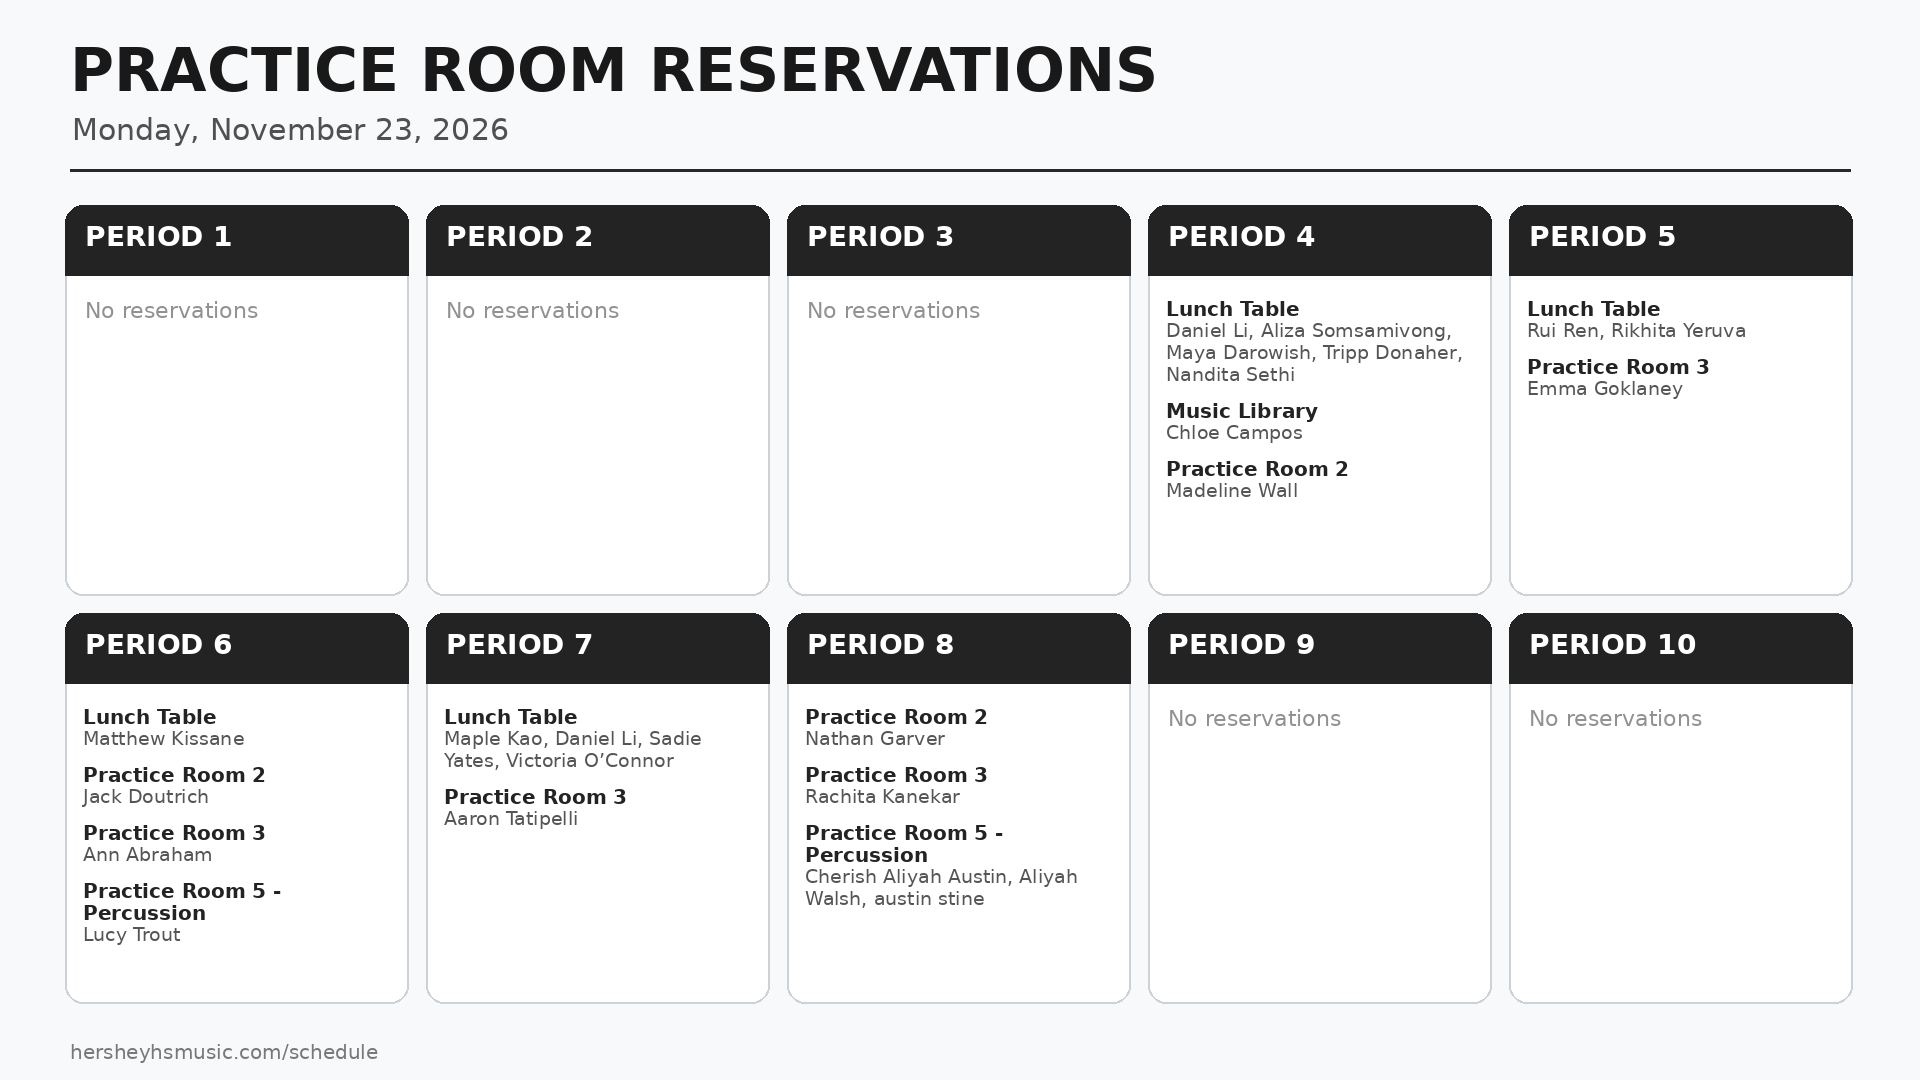 PRACTICE ROOM RESERVATIONS
Monday, November 23, 2026
PERIOD 1
No reservations
PERIOD 2
No reservations
PERIOD 3
No reservations
PERIOD 4
Lunch Table
Daniel Li, Aliza Somsamivong,
Maya Darowish, Tripp Donaher,
Nandita Sethi
Music Library
Chloe Campos
Practice Room 2
Madeline Wall
PERIOD 5
Lunch Table
Rui Ren, Rikhita Yeruva
Practice Room 3
Emma Goklaney
PERIOD 6
Lunch Table
Matthew Kissane
Practice Room 2
Jack Doutrich
Practice Room 3
Ann Abraham
Practice Room 5 -
Percussion
Lucy Trout
PERIOD 7
Lunch Table
Maple Kao, Daniel Li, Sadie
Yates, Victoria O’Connor
Practice Room 3
Aaron Tatipelli
PERIOD 8
Practice Room 2
Nathan Garver
Practice Room 3
Rachita Kanekar
Practice Room 5 -
Percussion
Cherish Aliyah Austin, Aliyah
Walsh, austin stine
PERIOD 9
No reservations
PERIOD 10
No reservations
hersheyhsmusic.com/schedule